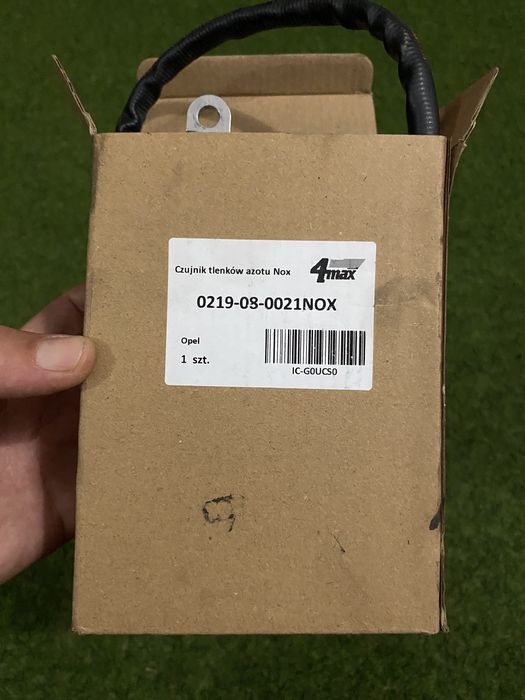 Czujnik tlenków azotu Nox
4max
0219-08-0021NOX
Opel
1 szt.
IC-G0UCS0